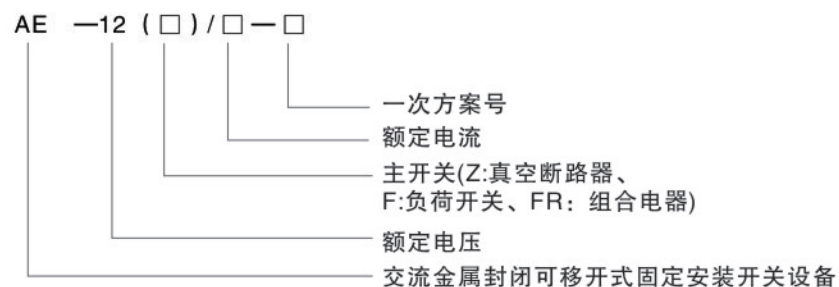 AE —12 ( □ ) / □ — □
一次方案号
额定电流
主开关(Z:真空断路器、
F:负荷开关、FR：组合电器)
额定电压
交流金属封闭可移开式固定安装开关设备